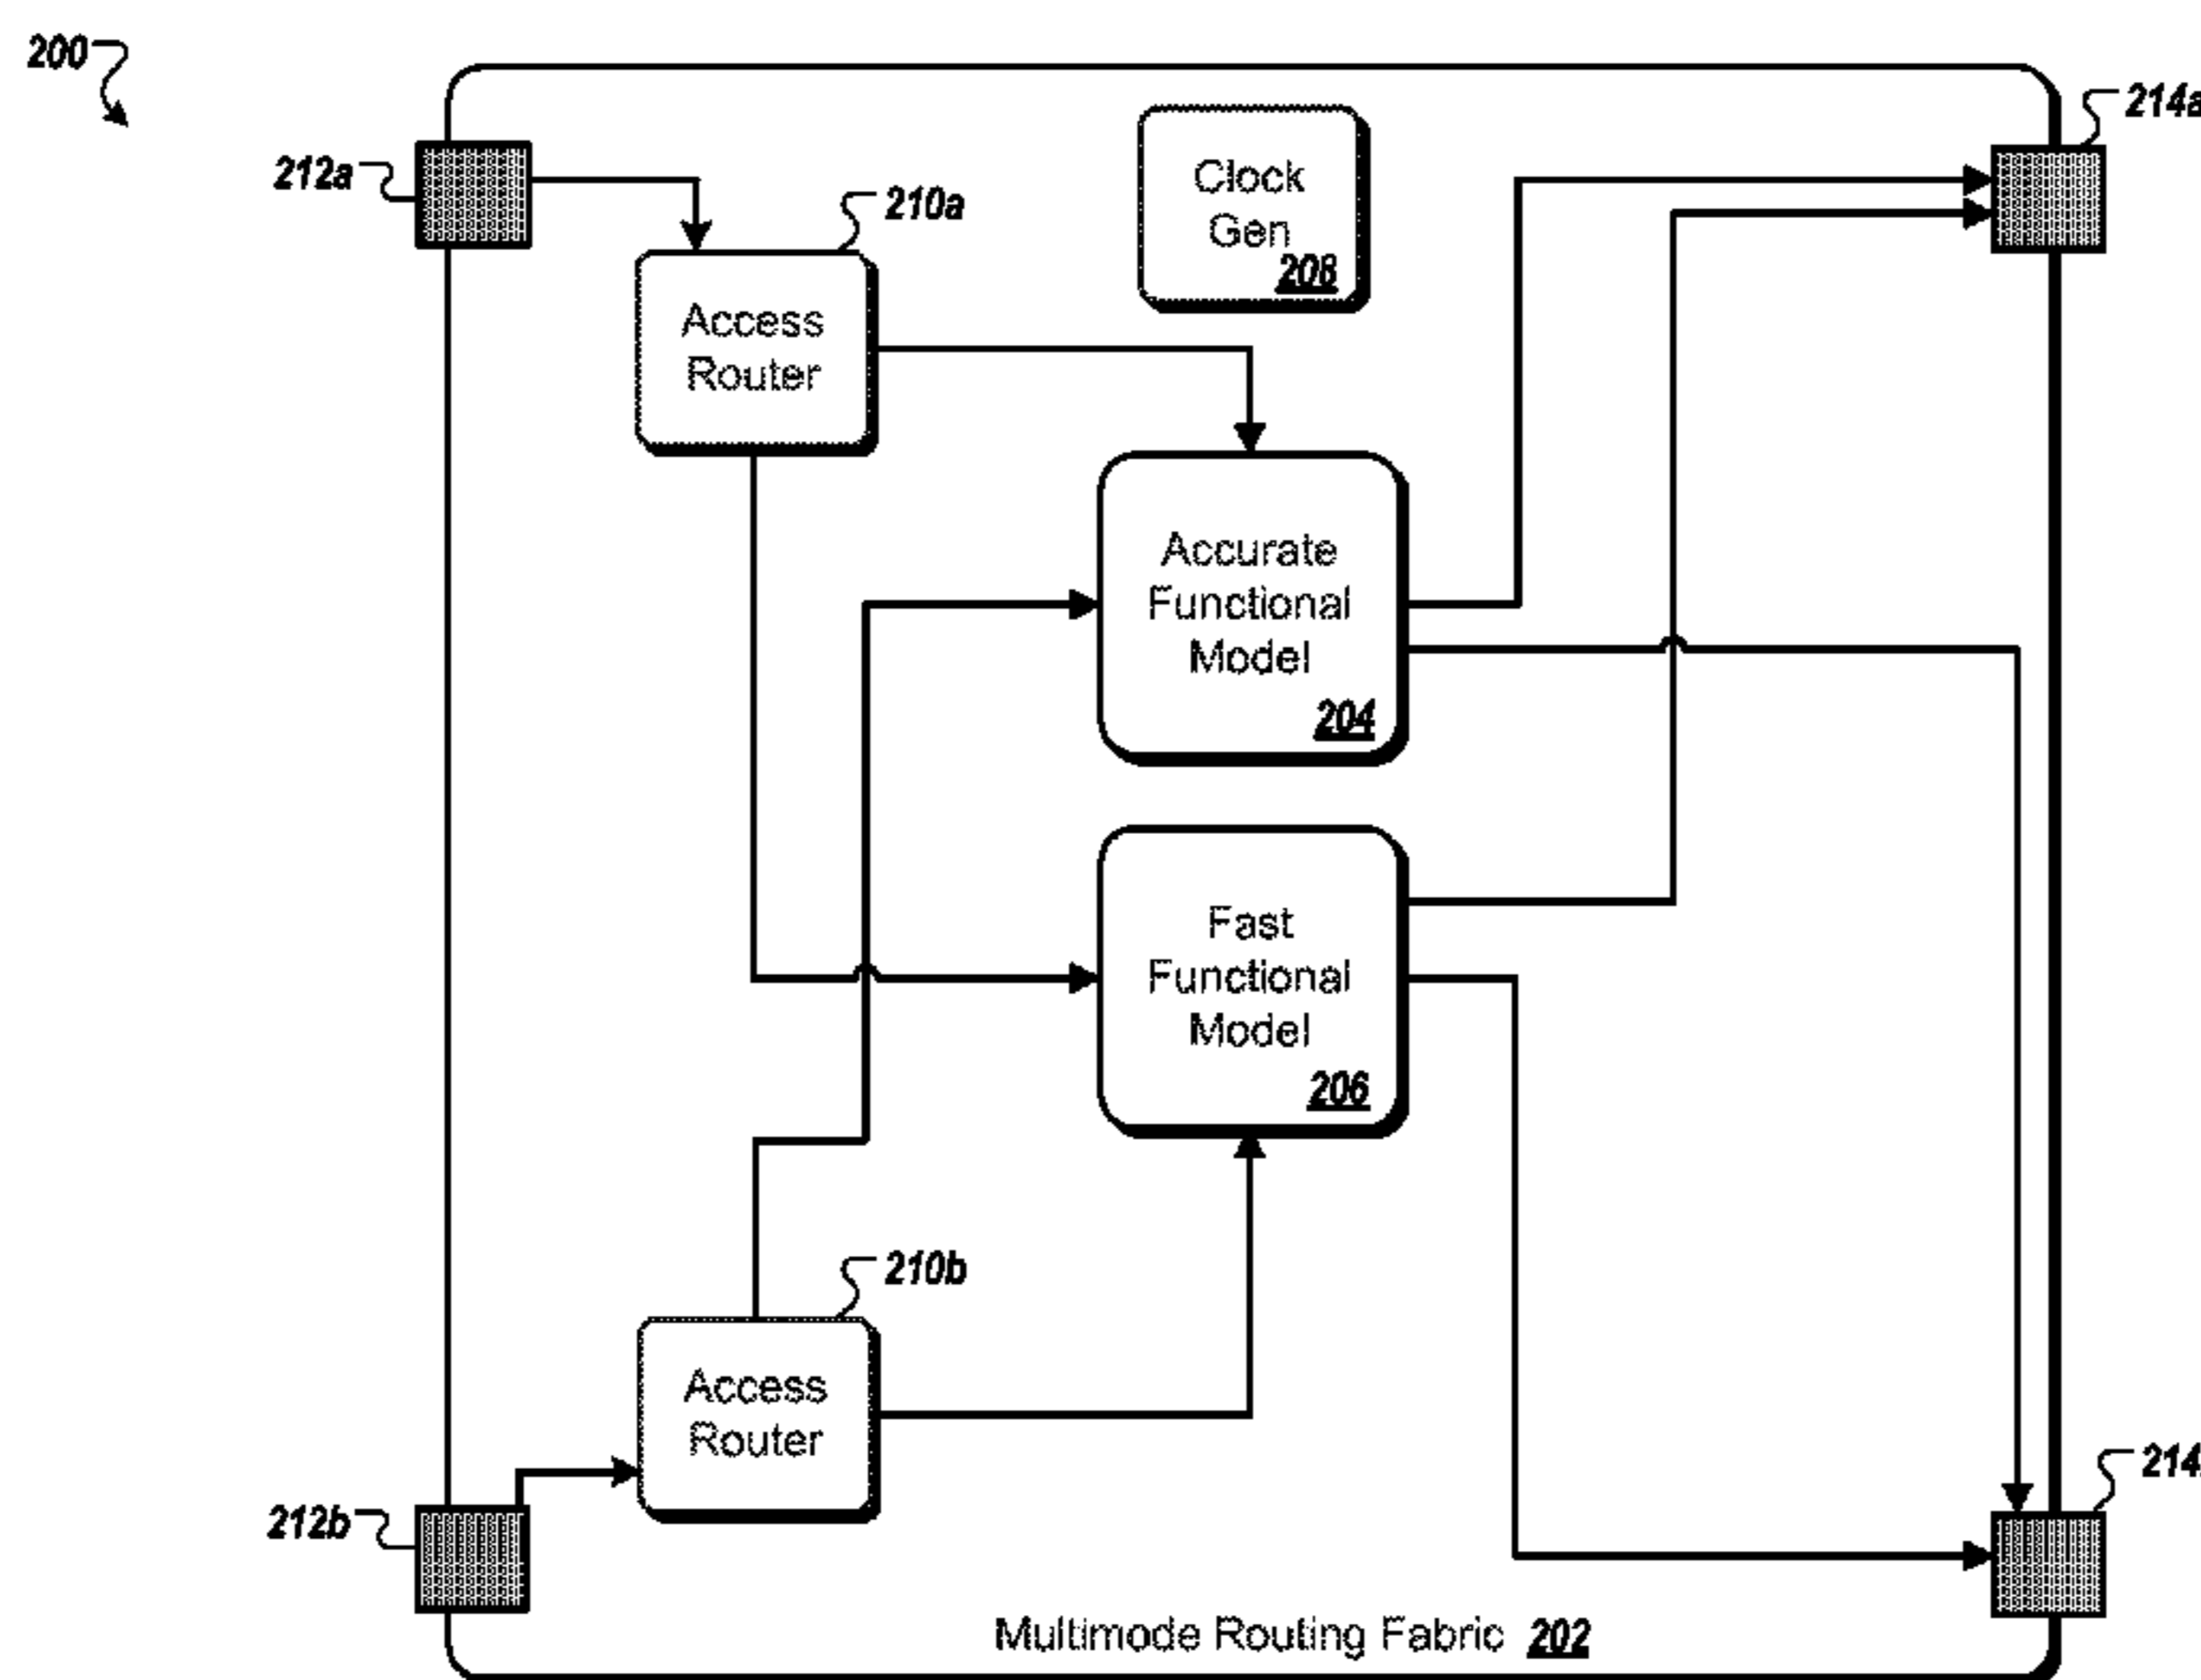 200
212a
214a
210a
Clock
Gen
208
Access
Router
Accurate
Functional
Model
204
Fast
Functional
Model
206
210b
Access
Router
212b
214
Multimode Routing Fabric 202